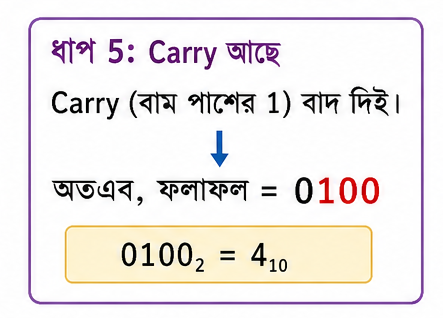 ধাপ 5: Carry আছে
Carry (বাম পাশের 1) বাদ দিই।
অতএব, ফলাফল = 0100
0100₂ = 4₁₀